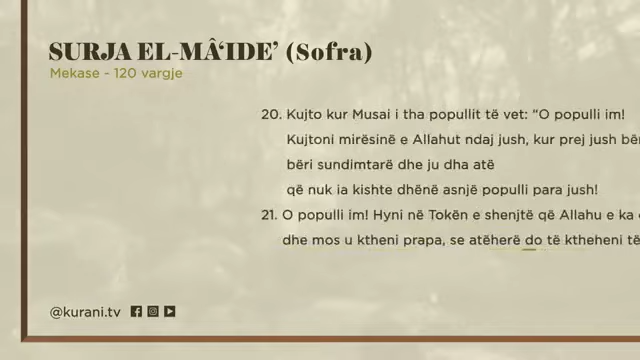 SURJA EL-MÂ‘IDE’ (Sofra)
Mekase - 120 vargje
20. Kujto kur Musai i tha popullit të vet: “O populli im!
Kujtoni mirësinë e Allahut ndaj jush, kur prej jush
bëri sundimtarë dhe ju dha atë
që nuk ia kishte dhënë asnjë populli para jush!
21. O populli im! Hyni në Tokën e shenjtë që Allahu e ka
dhe mos u ktheni prapa, se atëherë do të ktheheni të
@kurani.tv